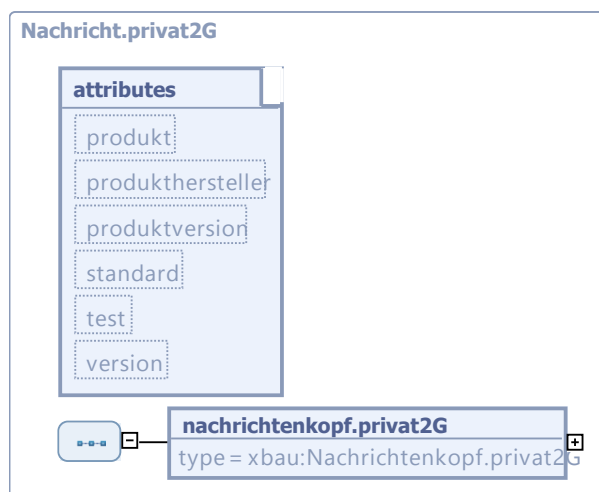 Nachricht.privat2G
attributes
produkt
produkthersteller
produktversion
standard
test
version
nachrichtenkopf.privat2G
type = xbau:Nachrichtenkopf.privat2G